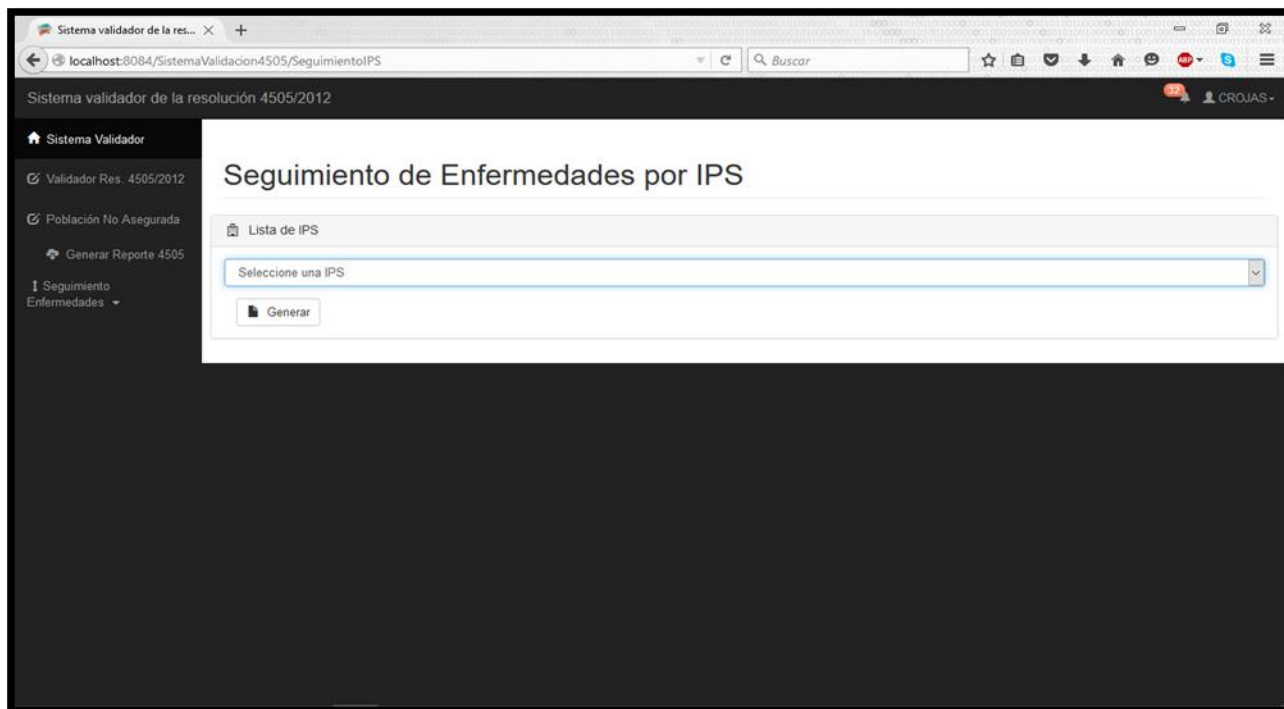 Sistema validador de la res...
localhost:8084/SistemaValidacion4505/SeguimientoIPS
Buscar
ABP
S
Sistema validador de la resolución 4505/2012
32
CROJAS
Sistema Validador
Validador Res. 4505/2012
Población No Asegurada
Generar Reporte 4505
Seguimiento
Enfermedades
Seguimiento de Enfermedades por IPS
Lista de IPS
Seleccione una IPS
Generar